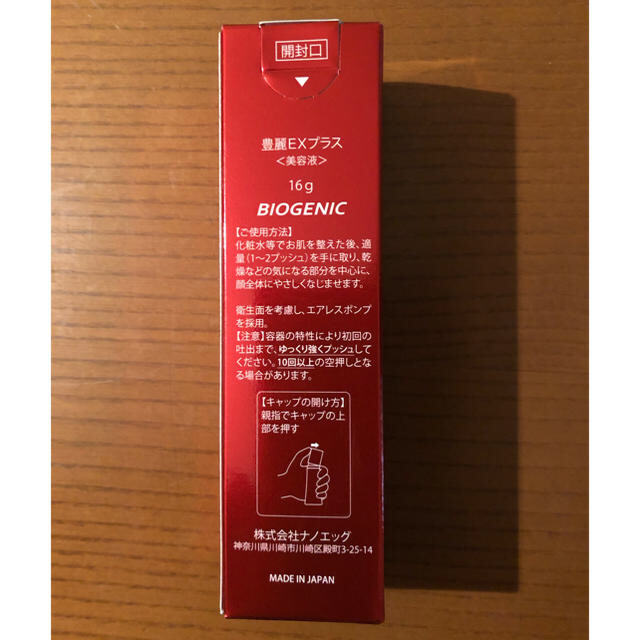 開封口
豊麗EXプラス
<美容液>
16g
BIOGENIC
【ご使用方法】
化粧水等でお肌を整えた後、適
量(1〜2プッシュ)を手に取り、乾
燥などの気になる部分を中心に、
顔全体にやさしくなじませます。
衛生面を考慮し、エアレスポンプ
を採用。
【注意】容器の特性により初回の
吐出まで、ゆっくり強くプッシュして
ください。10回以上の空押しとな
る場合があります。
【キャップの開け方】
親指でキャップの上
部を押す
株式会社ナノエッグ
神奈川県川崎市川崎区殿町3-25-14
MADE IN JAPAN